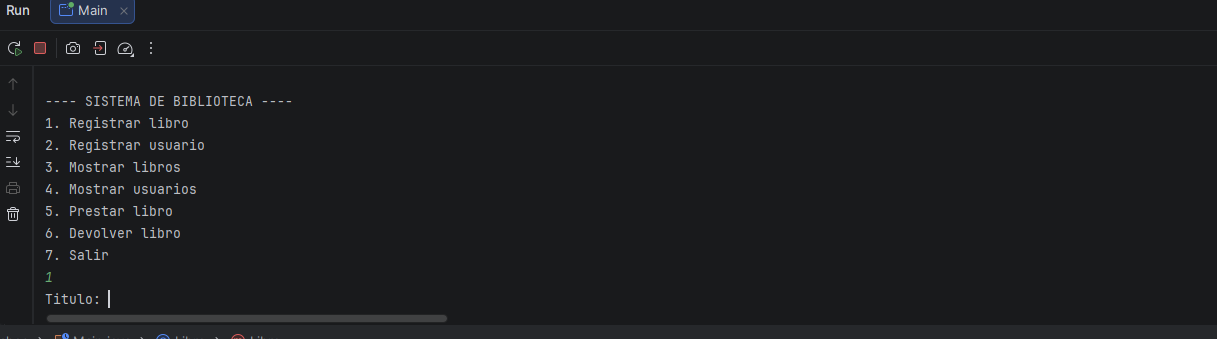 Run Main
---- SISTEMA DE BIBLIOTECA ----
1. Registrar libro
2. Registrar usuario
3. Mostrar libros
4. Mostrar usuarios
5. Prestar libro
6. Devolver libro
7. Salir
1
Titulo: